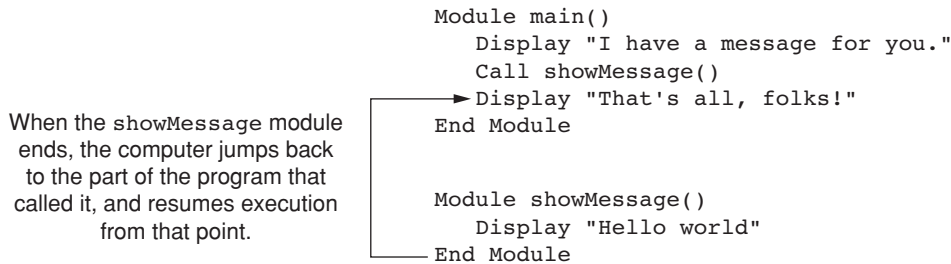 Module main()
Display "I have a message for you."
Call showMessage()
Display "That's all, folks!"
End Module
When the showMessage module
ends, the computer jumps back
to the part of the program that
called it, and resumes execution
from that point.
Module showMessage()
Display "Hello world"
End Module